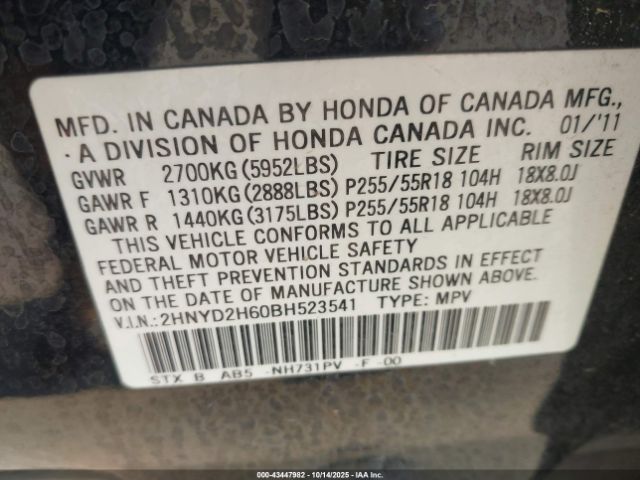 MFD. IN CANADA BY HONDA OF CANADA MFG.,
A DIVISION OF HONDA CANADA INC. 01/'11
GVWR 2700KG(5952LBS) TIRE SIZE RIM SIZE
GAWR F 1310KG(2888LBS) P255/55R18 104H 18X8.0J
GAWR R 1440KG(3175LBS) P255/55R18 104H 18X8.0J
THIS VEHICLE CONFORMS TO ALL APPLICABLE
FEDERAL MOTOR VEHICLE SAFETY
AND THEFT PREVENTION STANDARDS IN EFFECT
ON THE DATE OF MANUFACTURE SHOWN ABOVE.
V.I.N.: 2HNYD2H60BH523541 TYPE: MPV
STX B AB5 -NH731PV -F -00
000-43447982 | 10/14/2025 | IAA Inc.